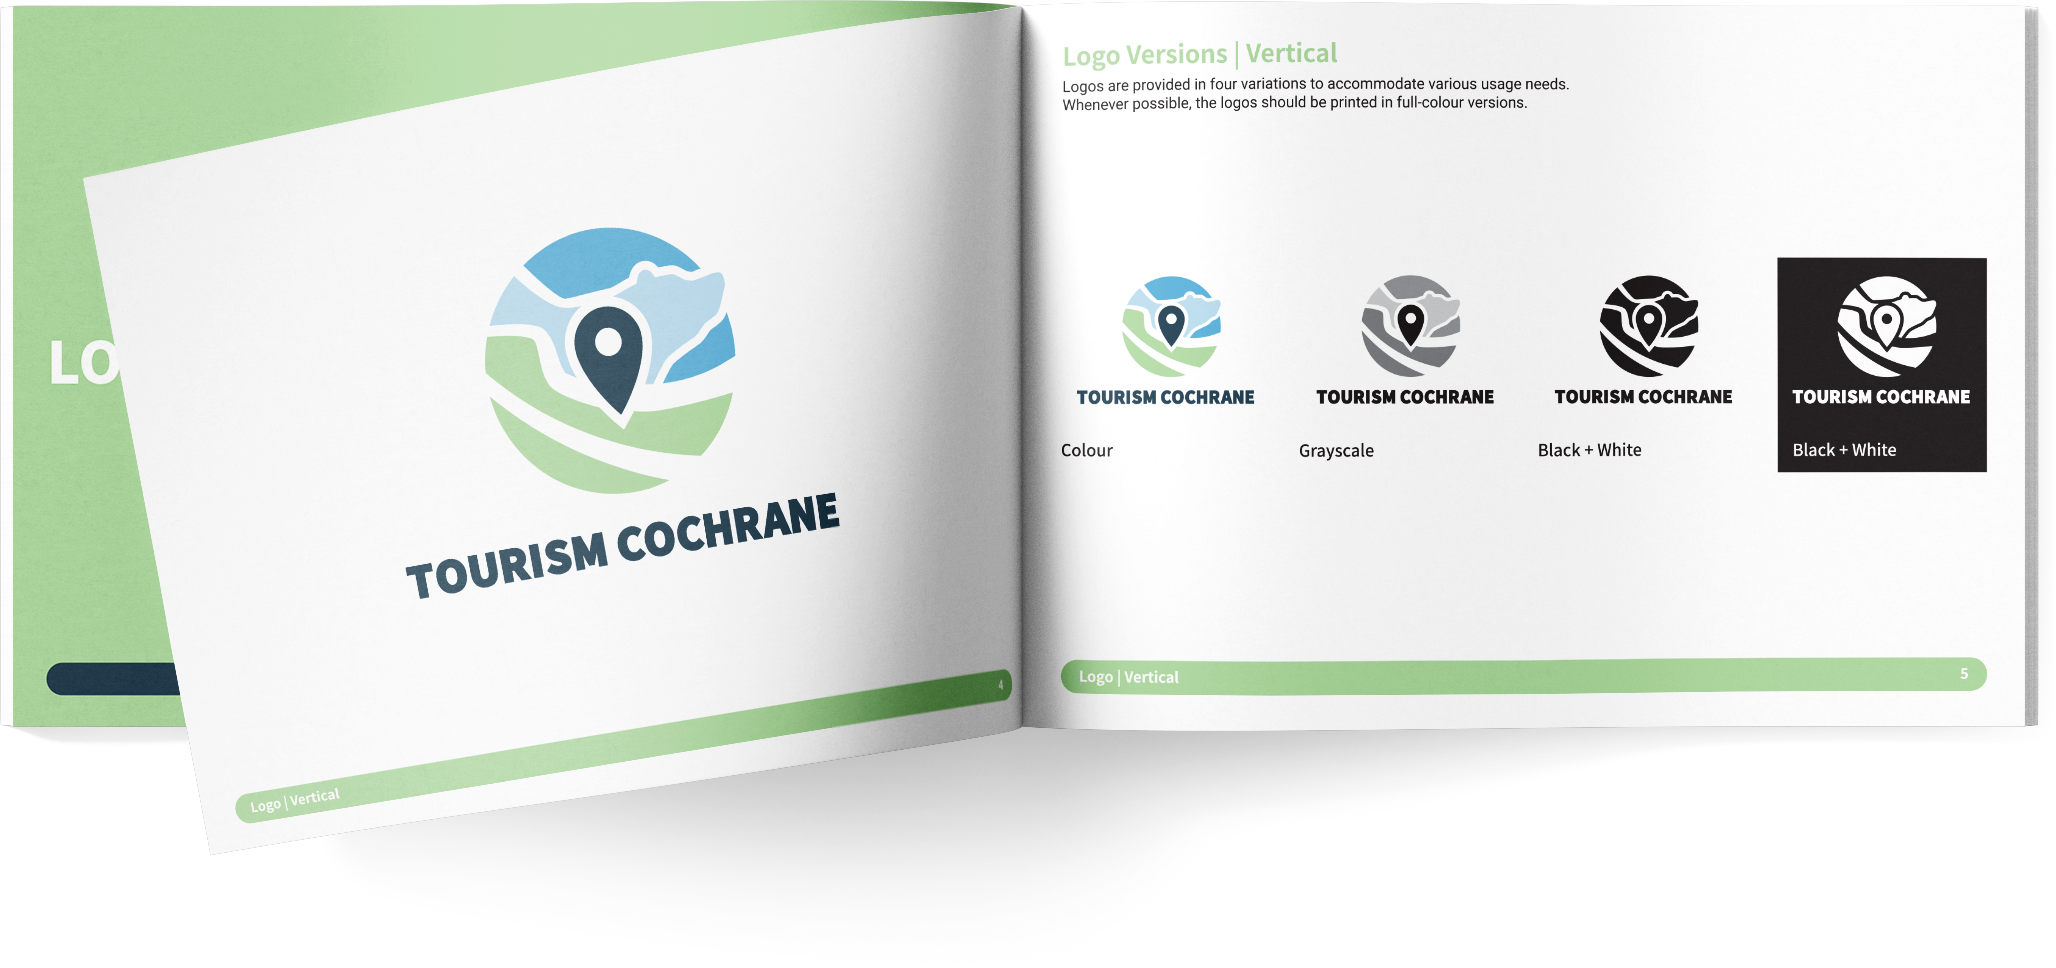 LO
TOURISM COCHRANE
Logo | Vertical
4
Logo Versions | Vertical
Logos are provided in four variations to accommodate various usage needs.
Whenever possible, the logos should be printed in full-colour versions.
TOURISM COCHRANE
Colour
TOURISM COCHRANE
Grayscale
TOURISM COCHRANE
Black + White
TOURISM COCHRANE
Black + White
Logo | Vertical
5